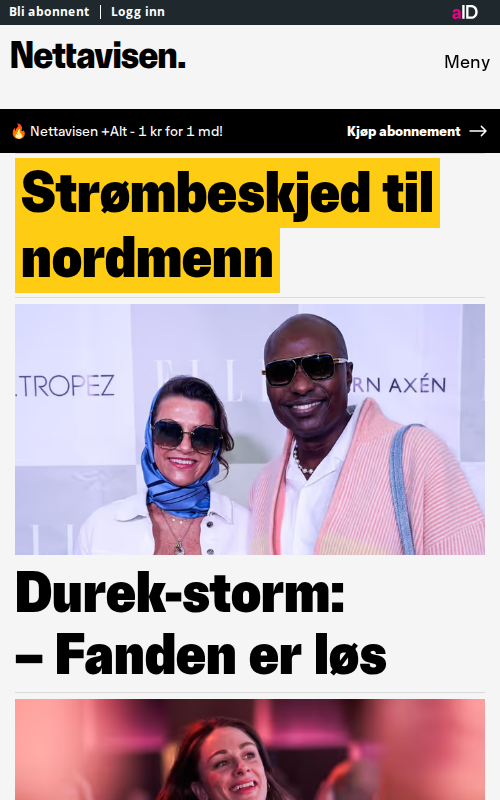 Bli abonnent | Logg inn
aID
Nettavisen.
Meny
🔥 Nettavisen +Alt - 1 kr for 1 md!
Kjøp abonnement →
Strømbeskjed til
nordmenn
.TROPEZ
ELLE
RN AXÉN
Durek-storm:
– Fanden er løs